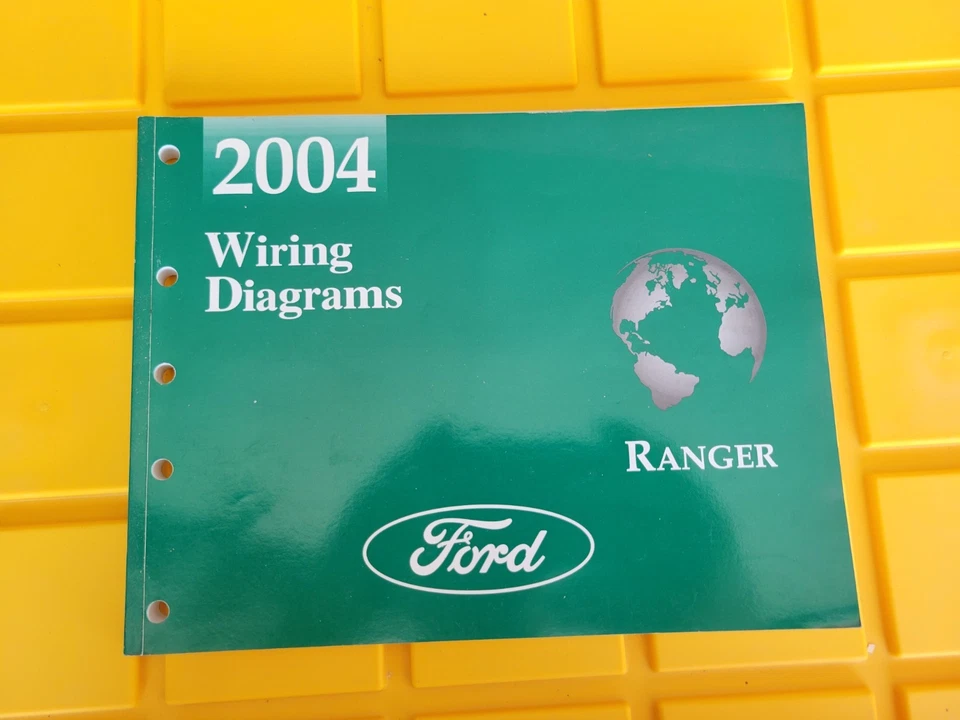 2004
Wiring
Diagrams
RANGER
Ford